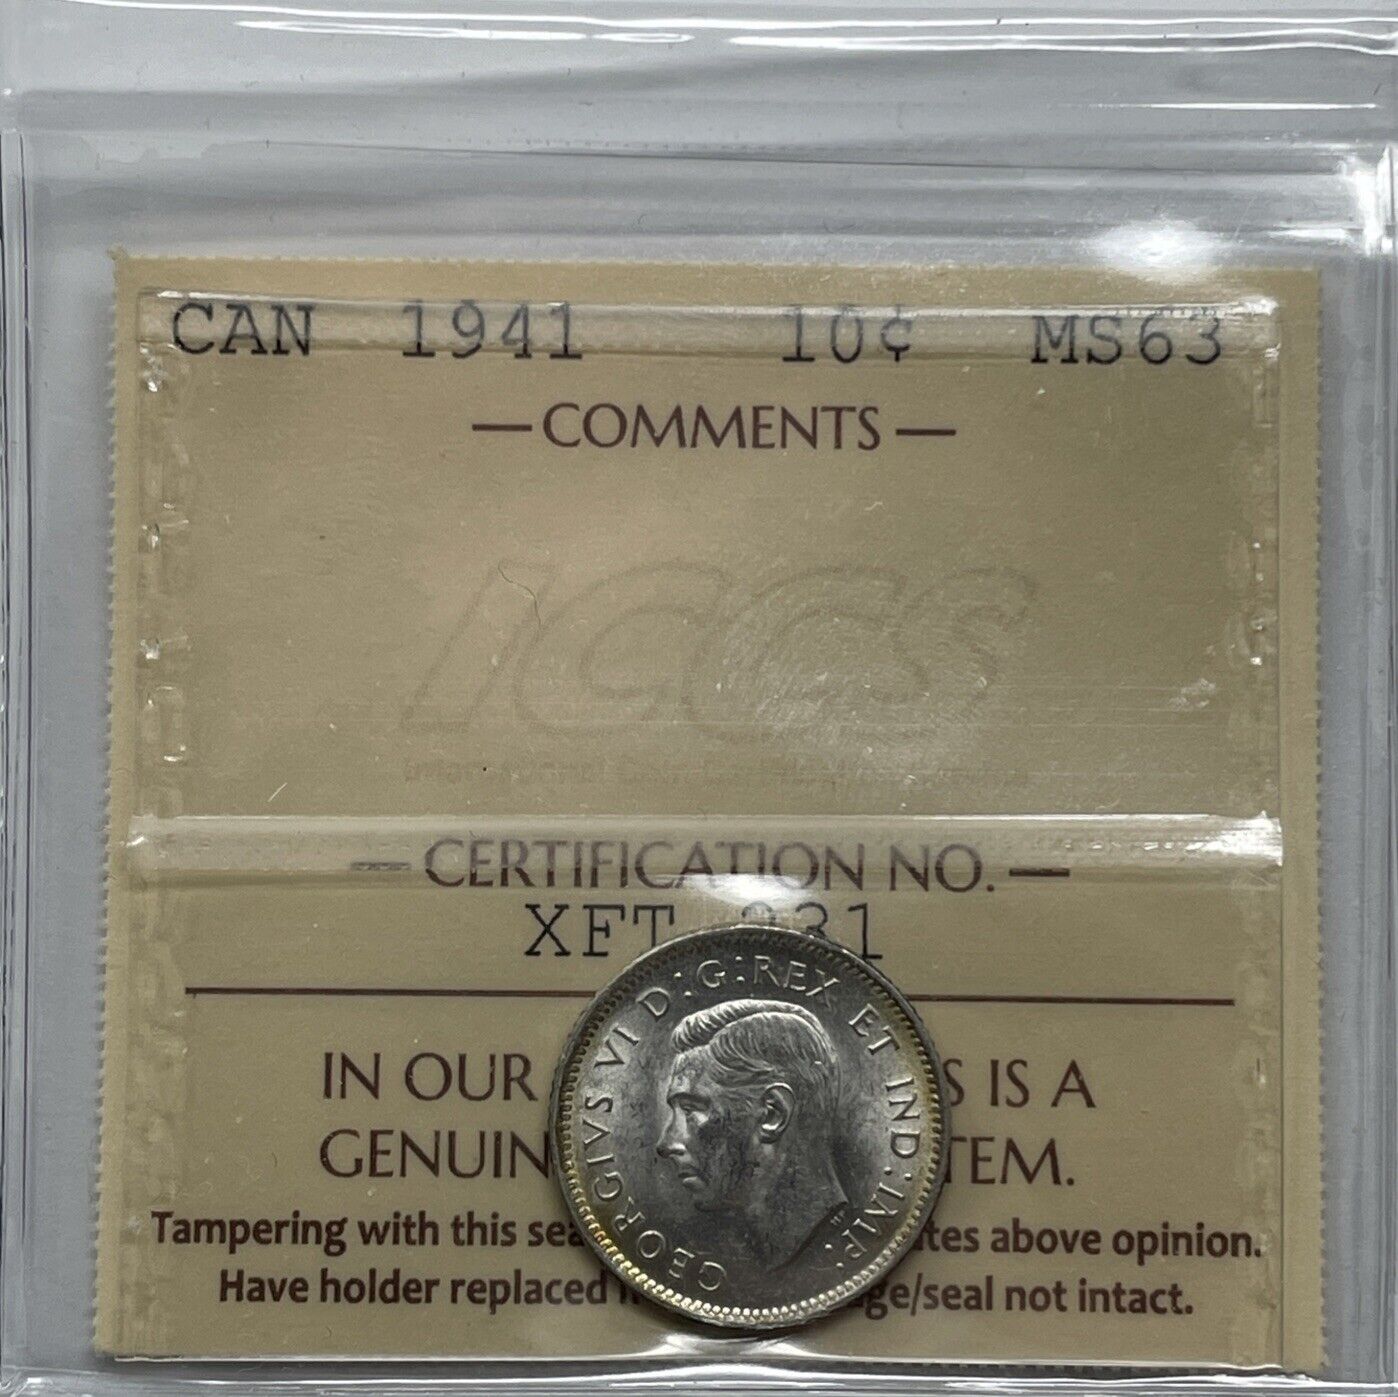 CAN 1941 10¢ MS63
— COMMENTS —
ICCS
— CERTIFICATION NO. —
XFT 931
IN OUR S IS A
GENUIN TEM.
Tampering with this sea tes above opinion.
Have holder replaced ge/seal not intact.
GEORGIVS VI D:G:REX ET IND:IMP: